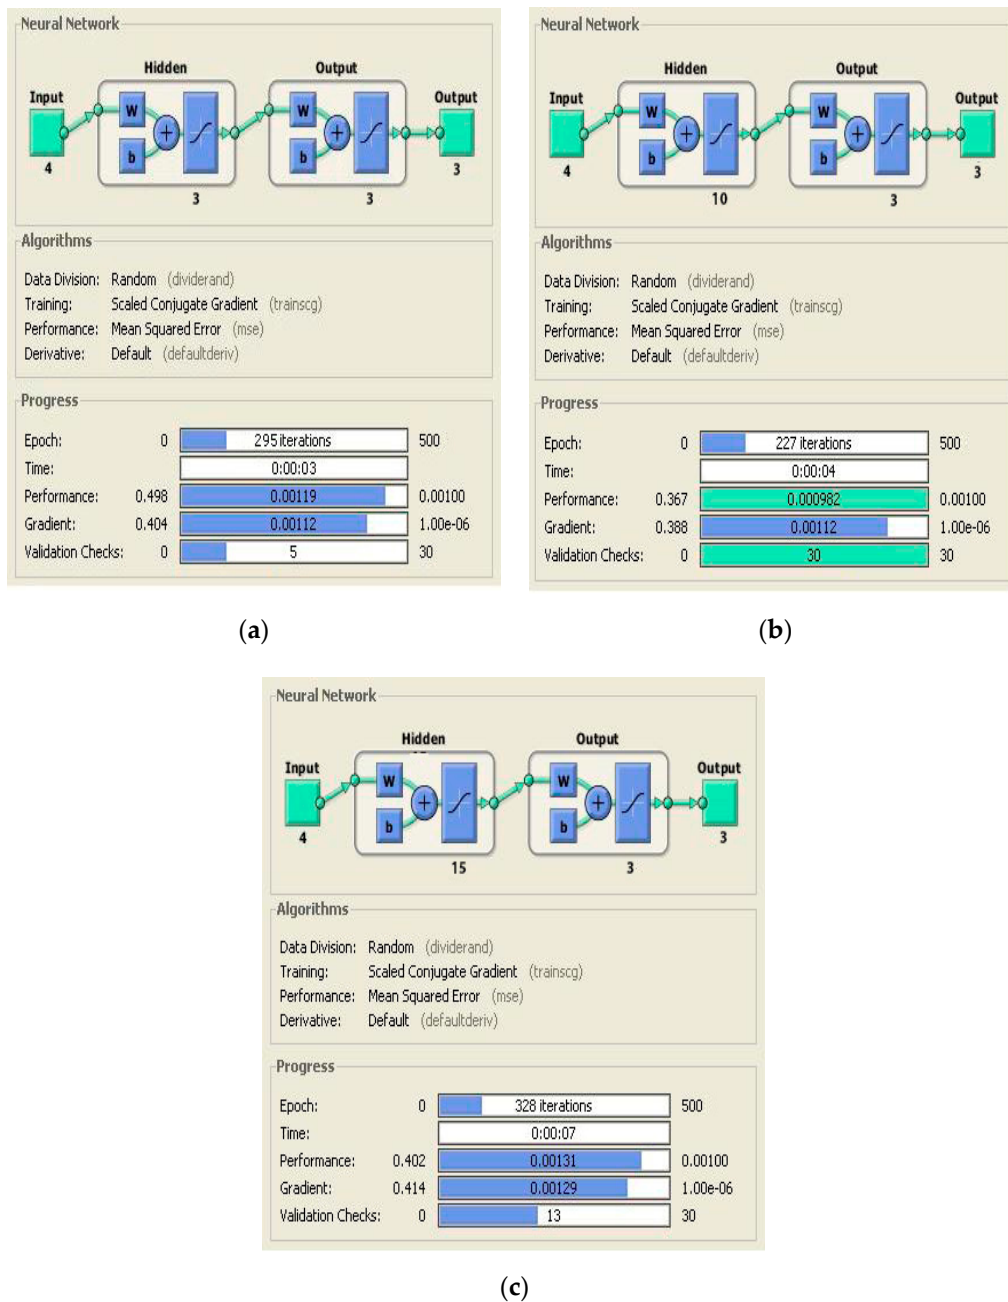 Neural Network
Hidden
Output
Input
Output
W
b
+
W
b
+
4
3
3
3
Algorithms
Data Division: Random (dividerand)
Training: Scaled Conjugate Gradient (trainscg)
Performance: Mean Squared Error (mse)
Derivative: Default (defaultderiv)
Progress
Epoch: 0 295 iterations 500
Time: 0:00:03
Performance: 0.498 0.00119 0.00100
Gradient: 0.404 0.00112 1.00e-06
Validation Checks: 0 5 30
(a)
Neural Network
Hidden
Output
Input
Output
W
b
+
W
b
+
4
10
3
3
Algorithms
Data Division: Random (dividerand)
Training: Scaled Conjugate Gradient (trainscg)
Performance: Mean Squared Error (mse)
Derivative: Default (defaultderiv)
Progress
Epoch: 0 227 iterations 500
Time: 0:00:04
Performance: 0.367 0.000982 0.00100
Gradient: 0.388 0.00112 1.00e-06
Validation Checks: 0 30 30
(b)
Neural Network
Hidden
Output
Input
Output
W
b
+
W
b
+
4
15
3
3
Algorithms
Data Division: Random (dividerand)
Training: Scaled Conjugate Gradient (trainscg)
Performance: Mean Squared Error (mse)
Derivative: Default (defaultderiv)
Progress
Epoch: 0 328 iterations 500
Time: 0:00:07
Performance: 0.402 0.00131 0.00100
Gradient: 0.414 0.00129 1.00e-06
Validation Checks: 0 13 30
(c)